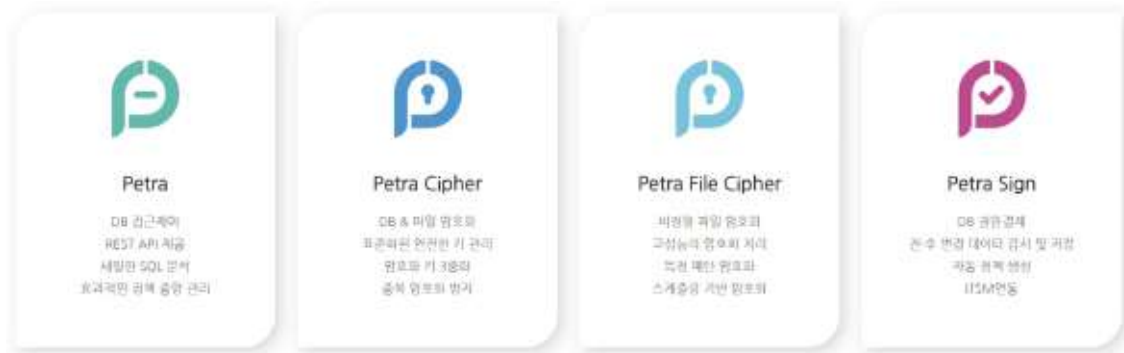 Petra
DB 접근제어
REST API 제공
세밀한 SQL 분석
효과적인 정책 중앙 관리
Petra Cipher
DB & 파일 암호화
표준화된 안전한 키 관리
암호화 키 3중화
중복 암호화 방지
Petra File Cipher
비정형 파일 암호화
고성능의 암호화 처리
특정 패턴 암호화
스케줄링 기반 암호화
Petra Sign
DB 권한결재
전·후 변경 데이터 감사 및 저장
자동 정책 생성
ITSM연동